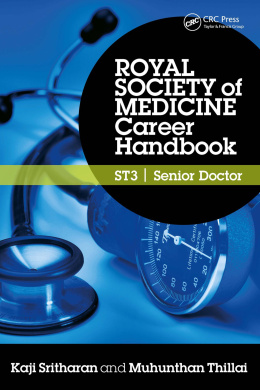 CRC
CRC Press
Taylor & Francis Group
ROYAL
SOCIETY of
MEDICINE
Career
Handbook
ST3 | Senior Doctor
Kaji Sritharan and Muhunthan Thillai